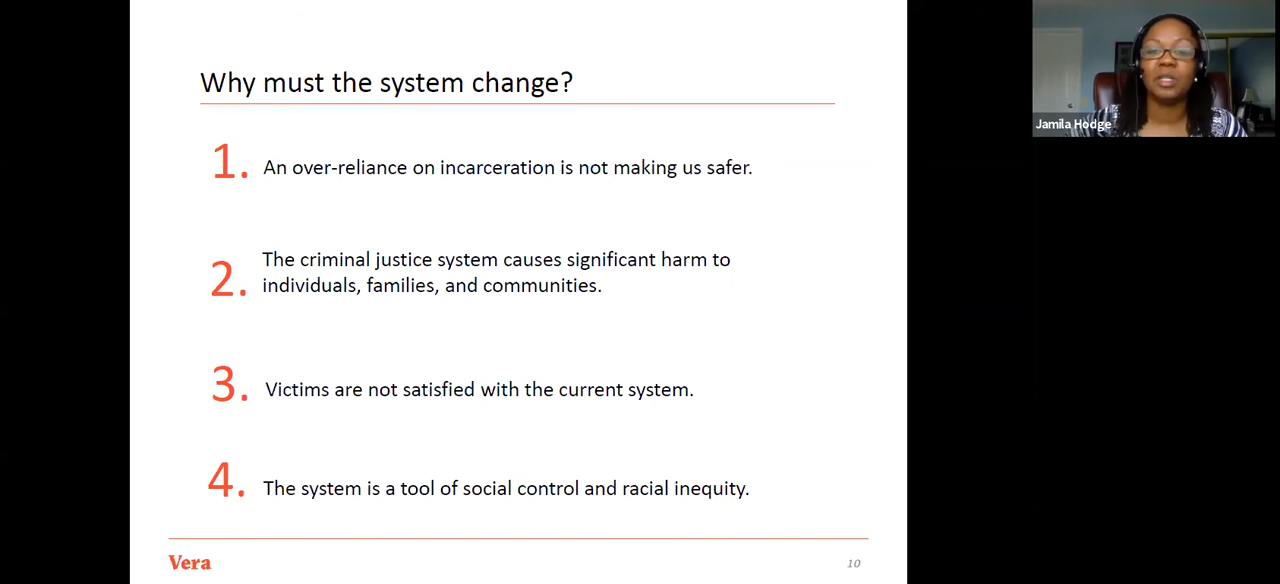 Why must the system change?
1. An over-reliance on incarceration is not making us safer.
2. The criminal justice system causes significant harm to
individuals, families, and communities.
3. Victims are not satisfied with the current system.
4. The system is a tool of social control and racial inequity.
Vera
10
Jamila Hodge